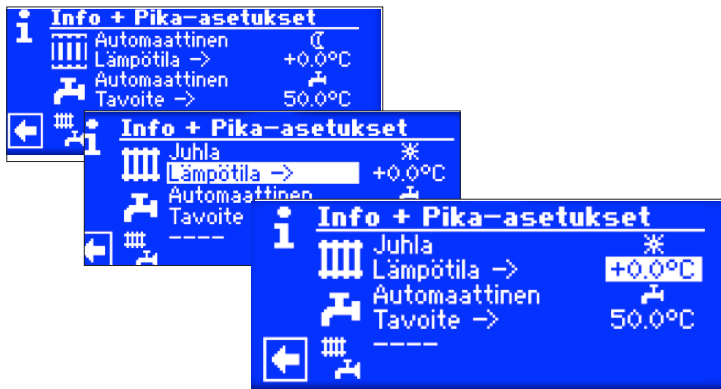 Info + Pika-asetukset
Automaattinen
Lämpötila -> +0.0°C
Automaattinen
Tavoite -> 50.0°C
Info + Pika-asetukset
Juhla
Lämpötila -> +0.0°C
Automaattinen
Tavoite
----
Info + Pika-asetukset
Juhla
Lämpötila -> +0.0°C
Automaattinen
Tavoite -> 50.0°C
----